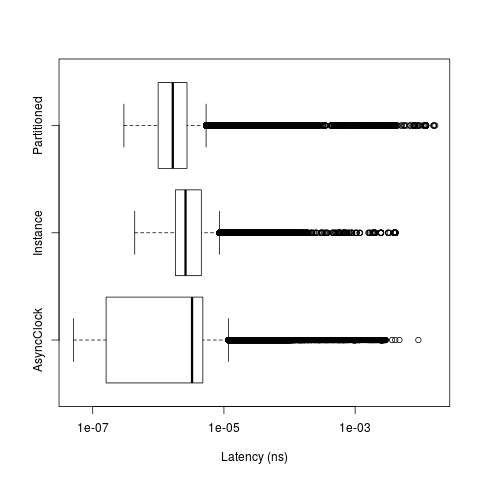 Partitioned
Instance
AsyncClock
1e-07 1e-05 1e-03
Latency (ns)